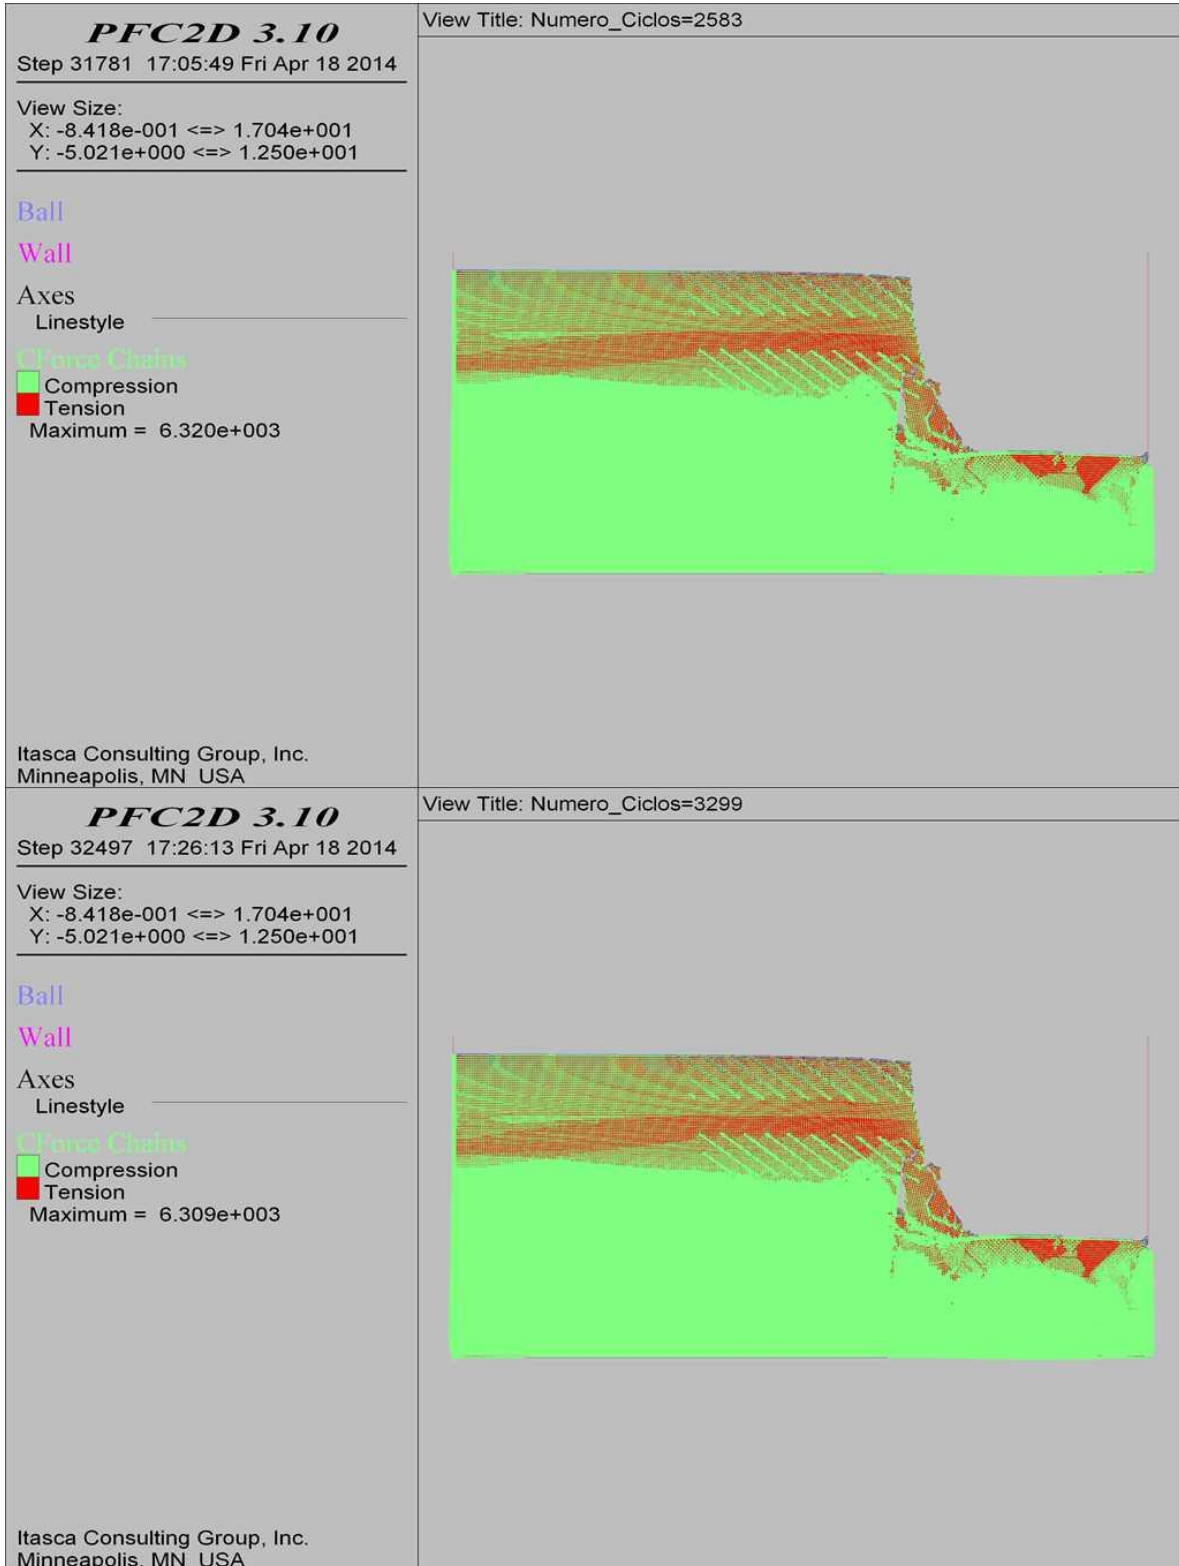 PFC2D 3.10
Step 31781 17:05:49 Fri Apr 18 2014
View Size:
X: -8.418e-001 <=> 1.704e+001
Y: -5.021e+000 <=> 1.250e+001
Ball
Wall
Axes
Linestyle
CForce Chains
Compression
Tension
Maximum = 6.320e+003
Itasca Consulting Group, Inc.
Minneapolis, MN USA
View Title: Numero_Ciclos=2583
PFC2D 3.10
Step 32497 17:26:13 Fri Apr 18 2014
View Size:
X: -8.418e-001 <=> 1.704e+001
Y: -5.021e+000 <=> 1.250e+001
Ball
Wall
Axes
Linestyle
CForce Chains
Compression
Tension
Maximum = 6.309e+003
Itasca Consulting Group, Inc.
Minneapolis, MN USA
View Title: Numero_Ciclos=3299